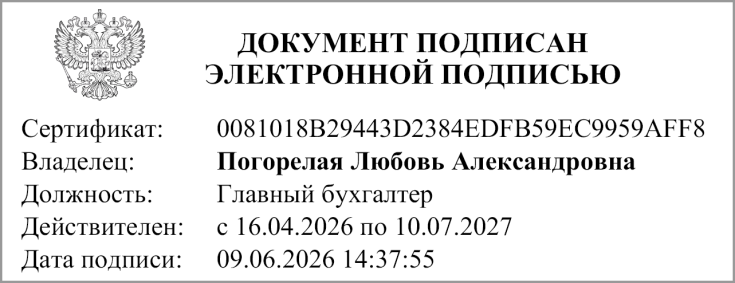 ДОКУМЕНТ ПОДПИСАН
ЭЛЕКТРОННОЙ ПОДПИСЬЮ
Сертификат: 0081018B29443D2384EDFB59EC9959AFF8
Владелец: Погорелая Любовь Александровна
Должность: Главный бухгалтер
Действителен: с 16.04.2026 по 10.07.2027
Дата подписи: 09.06.2026 14:37:55